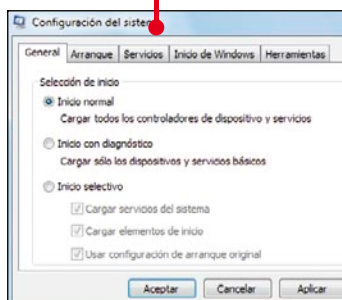 Configuración del sistema
General Arranque Servicios Inicio de Windows Herramientas
Selección de inicio
Inicio normal
Cargar todos los controladores de dispositivo y servicios
Inicio con diagnóstico
Cargar sólo los dispositivos y servicios básicos
Inicio selectivo
Cargar servicios del sistema
Cargar elementos de inicio
Usar configuración de arranque original
Aceptar Cancelar Aplicar